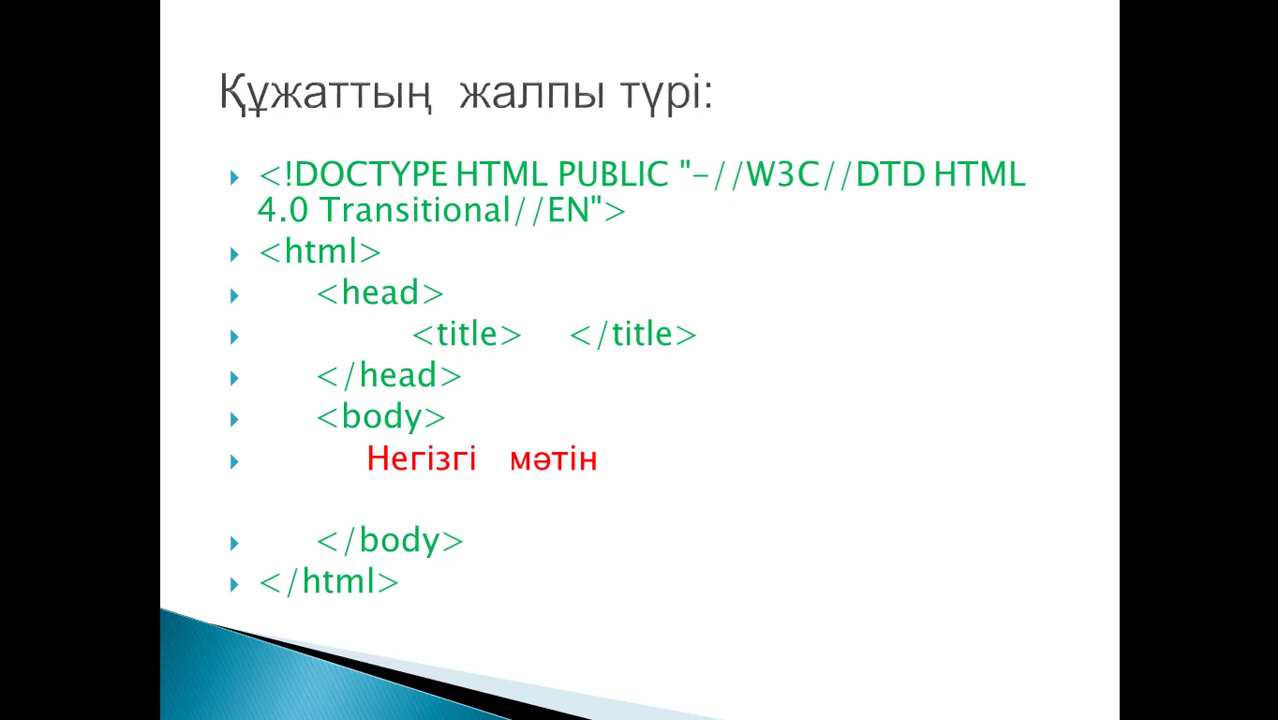 Құжаттың жалпы түрі:
<!DOCTYPE HTML PUBLIC "-//W3C//DTD HTML
4.0 Transitional//EN">
<html>
<head>
<title> </title>
</head>
<body>
Негізгі мәтін
</body>
</html>